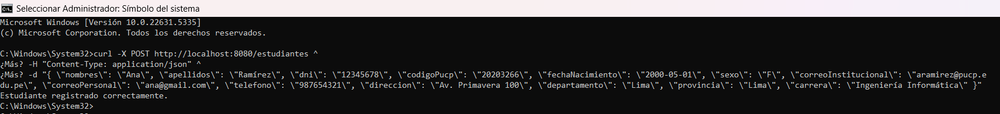 Seleccionar Administrador: Símbolo del sistema
Microsoft Windows [Versión 10.0.22631.5335]
(c) Microsoft Corporation. Todos los derechos reservados.
C:\Windows\System32>curl -X POST http://localhost:8080/estudiantes ^
¿Más? -H "Content-Type: application/json" ^
¿Más? -d "{ \"nombres\": \"Ana\", \"apellidos\": \"Ramírez\", \"dni\": \"12345678\", \"codigoPucp\": \"20203266\", \"fechaNacimiento\": \"2000-05-01\", \"sexo\": \"F\", \"correoInstitucional\": \"aramirez@pucp.e
du.pe\", \"correoPersonal\": \"ana@gmail.com\", \"telefono\": \"987654321\", \"direccion\": \"Av. Primavera 100\", \"departamento\": \"Lima\", \"provincia\": \"Lima\", \"carrera\": \"Ingeniería Informática\" }"
Estudiante registrado correctamente.
C:\Windows\System32>